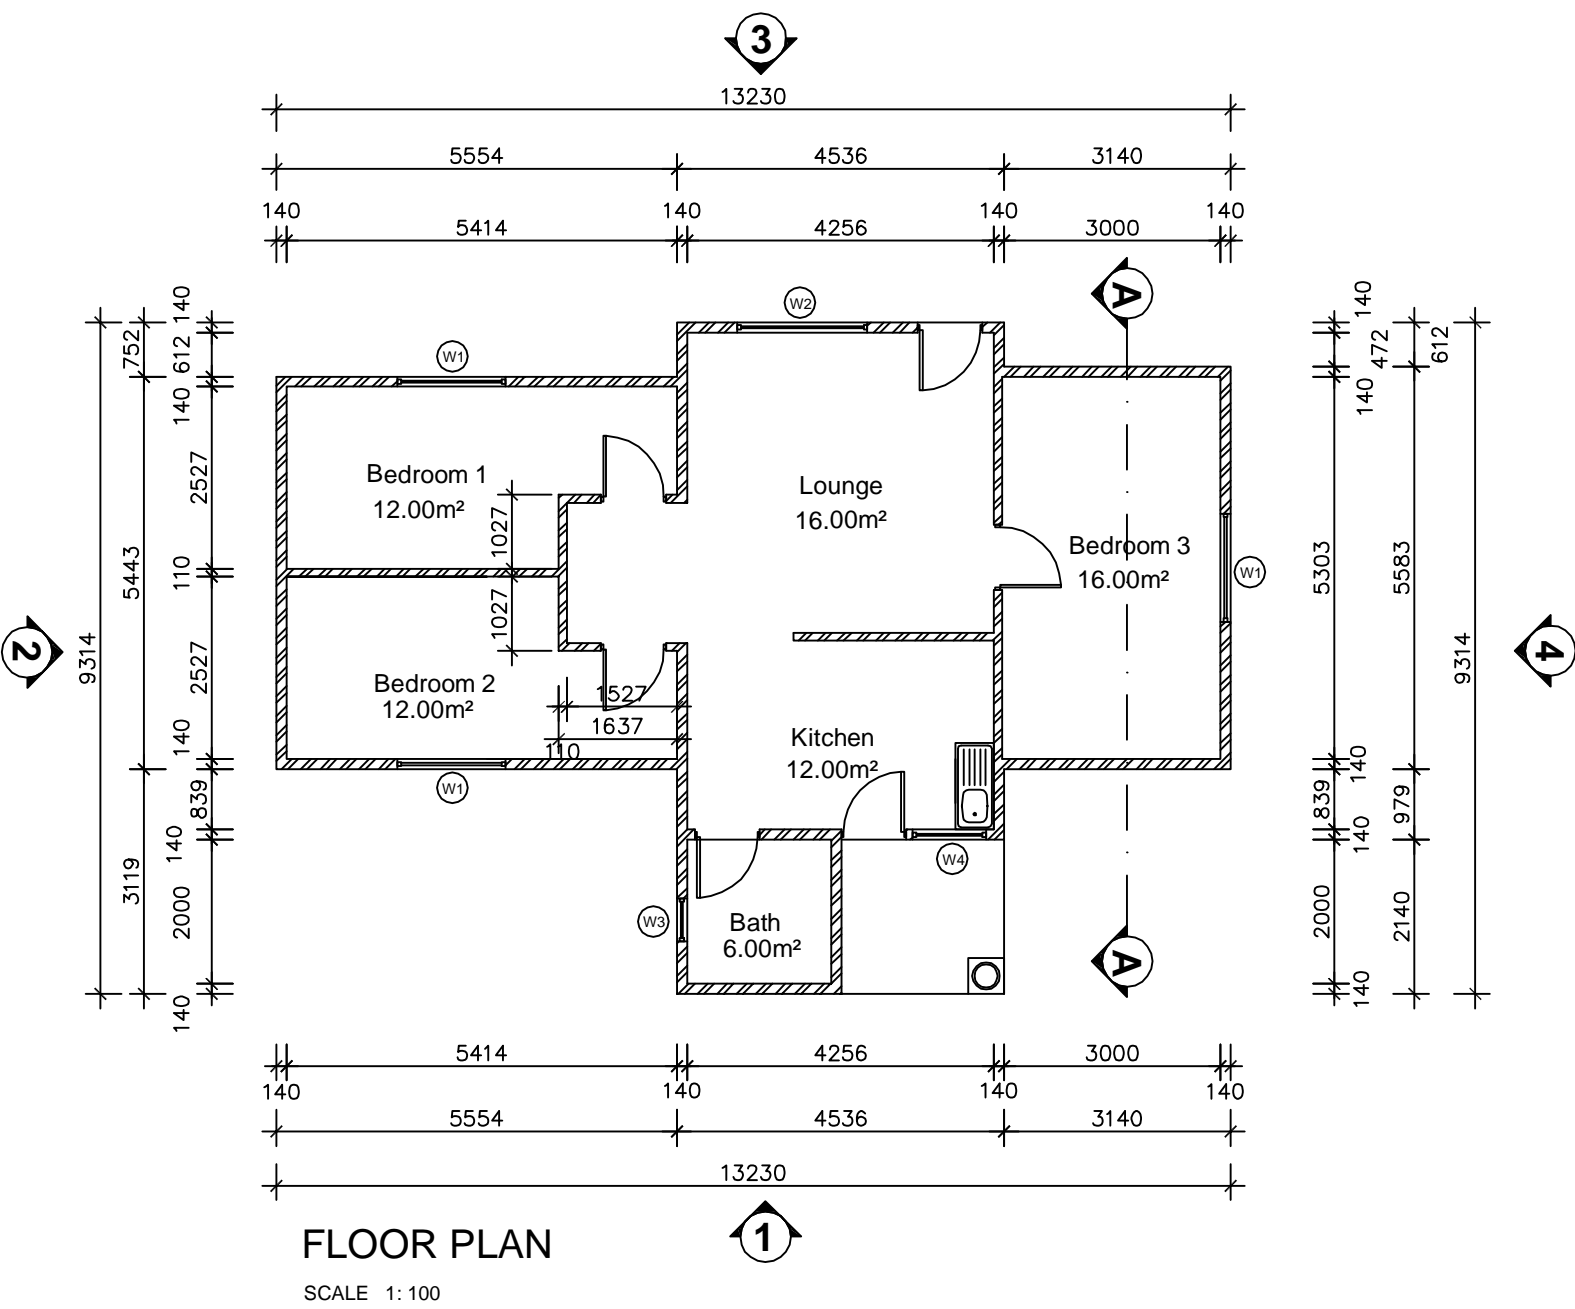 3
13230
5554 4536 3140
140 140 140 140
5414 4256 3000
A
W2
140
752
612
140
W1
140
472
612
140
2527
Bedroom 1
12.00m²
1027
Lounge
16.00m²
Bedroom 3
16.00m²
W1
5443
110
5303
5583
1027
2
9314
2527
4
9314
Bedroom 2
12.00m²
1527
1637
110
140
Kitchen
12.00m²
W1
140
839
140
839
979
140
3119
2000
W4
W3
Bath
6.00m²
A
2000
2140
140
140
5414 4256 3000
140 140 140 140
5554 4536 3140
13230
1
FLOOR PLAN
SCALE 1: 100